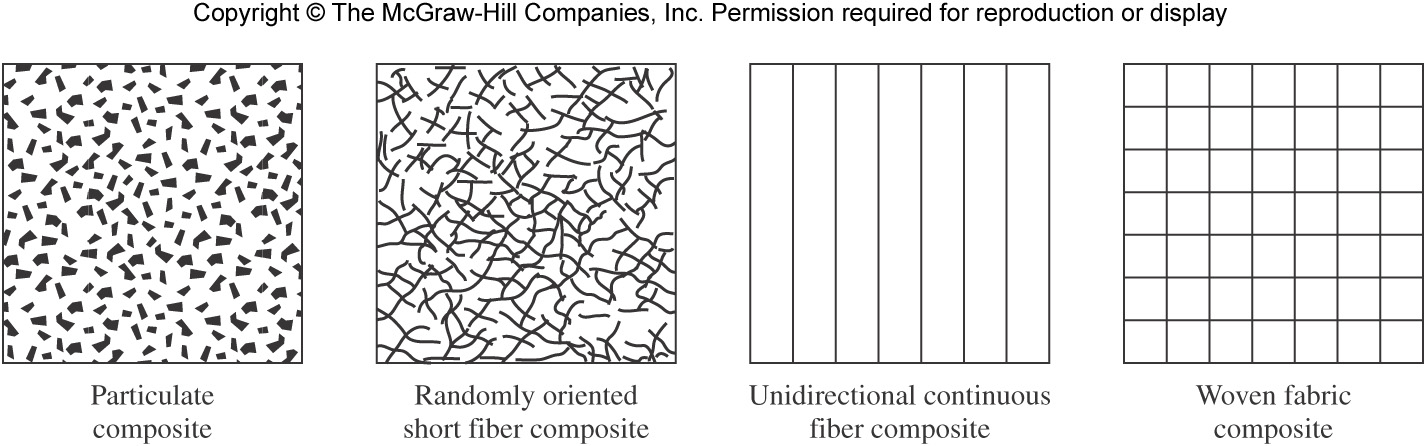 Copyright © The McGraw-Hill Companies, Inc. Permission required for reproduction or display
Particulate
composite
Randomly oriented
short fiber composite
Unidirectional continuous
fiber composite
Woven fabric
composite